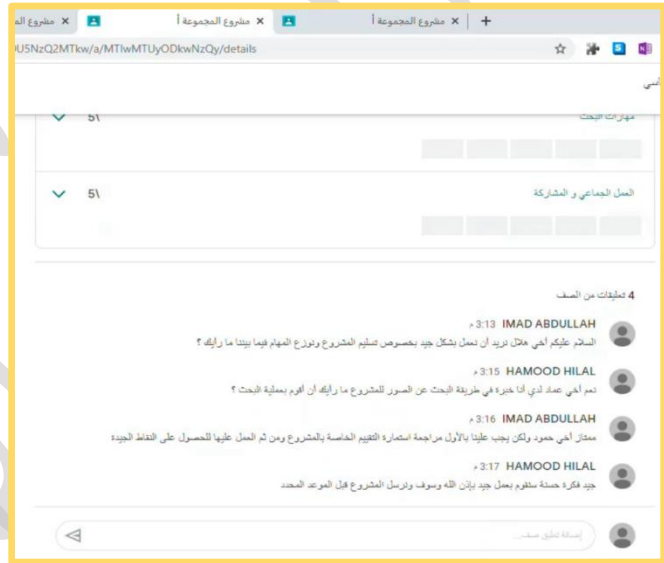 مشروع المجموعة أ
مشروع المجموعة أ
مشروع الم
U5NzQ2MTkw/a/MTIwMTUyODkwNzQy/details
مهارات البحث
5\
العمل الجماعي و المشاركة
5\
4 تعليقات من الصف
IMAD ABDULLAH 3:13 م
السلام عليكم أخي هلال نريد أن نعمل بشكل جيد بخصوص تسليم المشروع ونوزع المهام فيما بيننا ما رأيك ؟
HAMOOD HILAL 3:15 م
نعم أخي عماد لدي أنا خبرة في طريقة البحث عن الصور للمشروع ما رأيك أن أقوم بعملية البحث ؟
IMAD ABDULLAH 3:16 م
ممتاز أخي حمود ولكن يجب علينا بالأول مراجعة استمارة التقييم الخاصة بالمشروع ومن ثم العمل عليها للحصول على النقاط الجيدة
HAMOOD HILAL 3:17 م
جيد فكرة حسنة سنقوم بعمل جيد بإذن الله وسوف ونرسل المشروع قبل الموعد المحدد
إضافة تعليق صف...